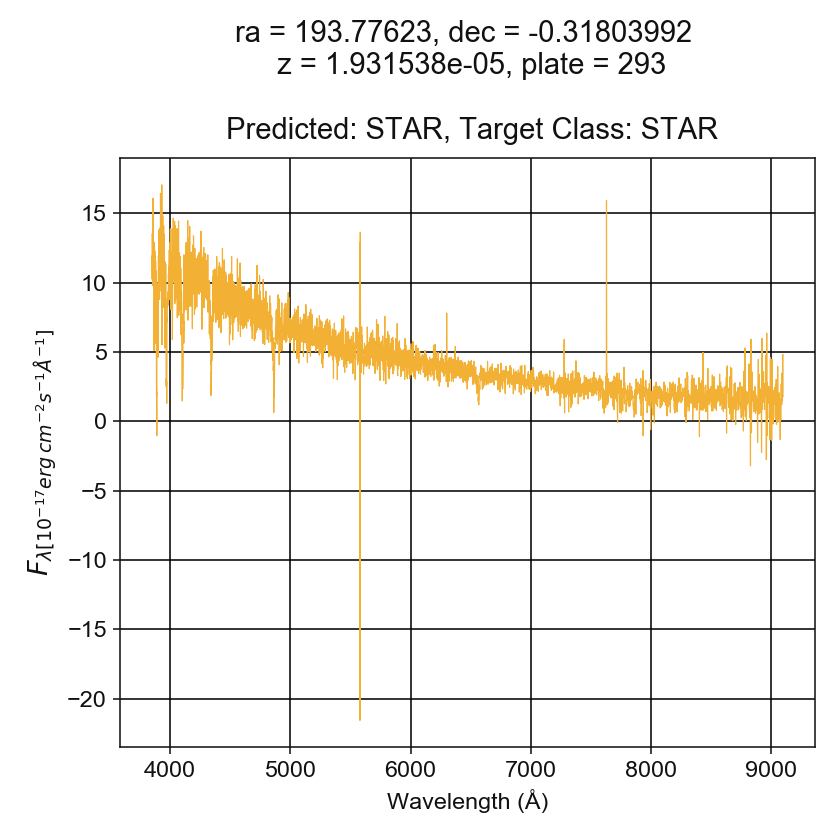 ra = 193.77623, dec = -0.31803992
z = 1.931538e-05, plate = 293
Predicted: STAR, Target Class: STAR
15
10
5
0
−5
−10
−15
−20
F_{λ[10^{−17} erg cm^{−2} s^{−1} Å^{−1}]}
4000 5000 6000 7000 8000 9000
Wavelength (Å)